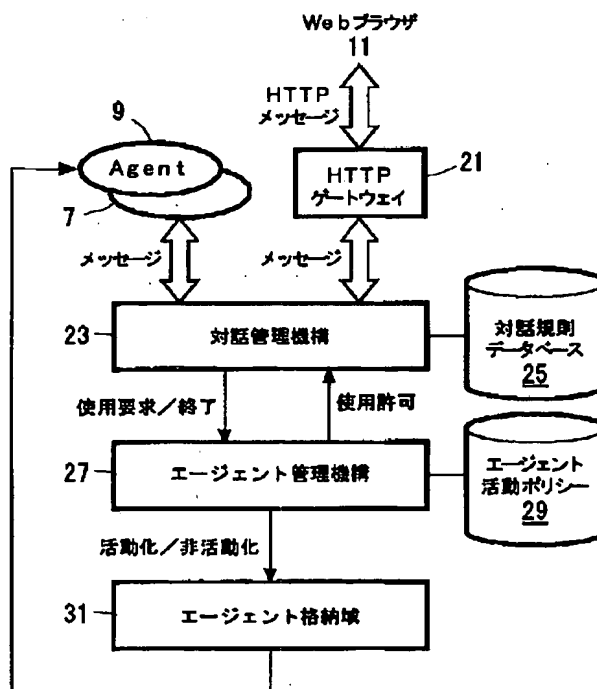 Webブラウザ
11
HTTP
メッセージ
9
Agent
7
HTTP
ゲートウェイ
21
メッセージ
メッセージ
23
対話管理機構
対話規則
データベース
25
使用要求／終了
使用許可
27
エージェント管理機構
エージェント
活動ポリシー
29
活動化／非活動化
31
エージェント格納域